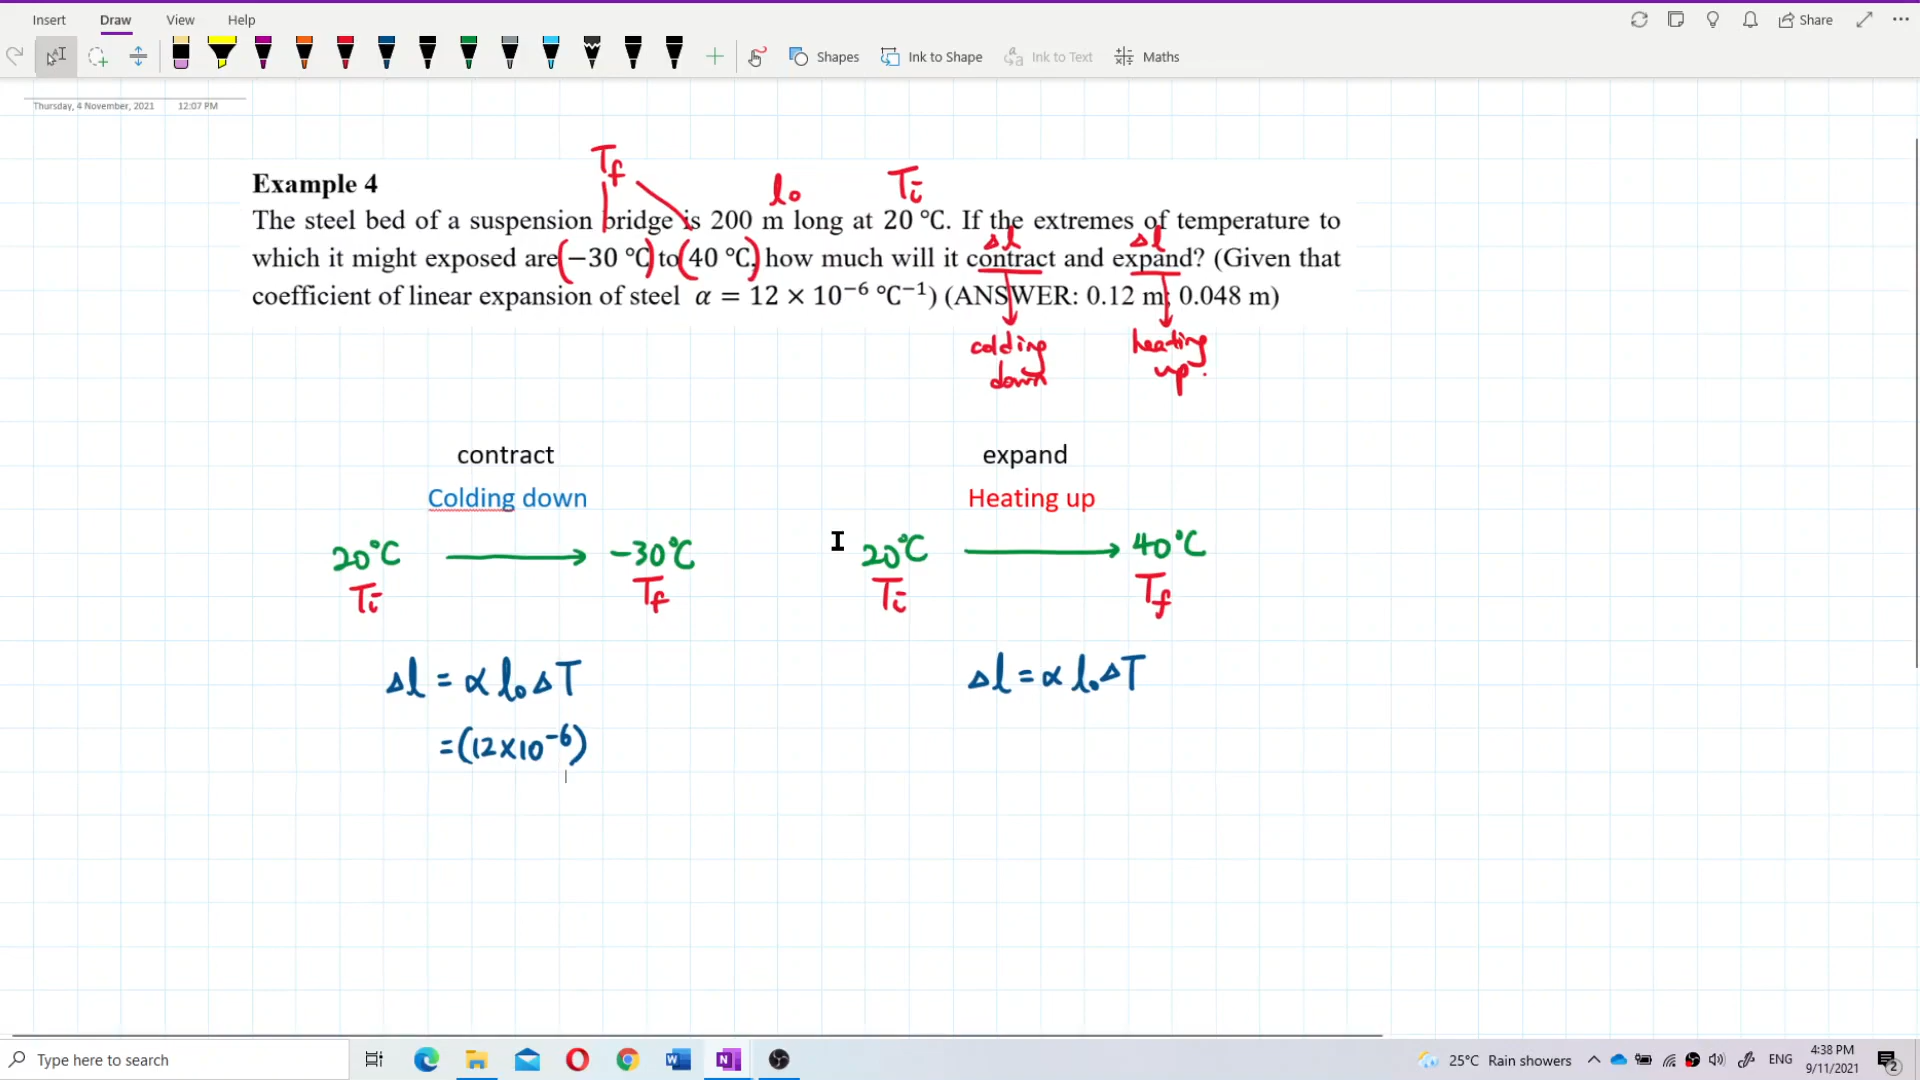 Insert Draw View Help
Share
Shapes Ink to Shape Ink to Text Maths
Thursday, 4 November, 2021 12:07 PM
Tf
l₀ Ti
Example 4
The steel bed of a suspension bridge is 200 m long at 20 °C. If the extremes of temperature to
Δl Δl
which it might exposed are (−30 °C) to (40 °C), how much will it contract and expand? (Given that
coefficient of linear expansion of steel α = 12 × 10⁻⁶ °C⁻¹) (ANSWER: 0.12 m; 0.048 m)
colding down
heating up.
contract
Colding down
20°C → -30°C
Ti Tf
Δl = α l₀ ΔT
= (12×10⁻⁶)
expand
Heating up
20°C → 40°C
Ti Tf
Δl = α l₀ ΔT
Type here to search
25°C Rain showers
ENG
4:38 PM
9/11/2021
2